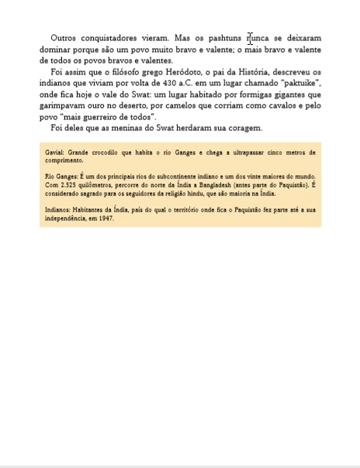 Outros conquistadores vieram. Mas os pashtuns nunca se deixaram
dominar porque são um povo muito bravo e valente; o mais bravo e valente
de todos os povos bravos e valentes.
Foi assim que o filósofo grego Heródoto, o pai da História, descreveu os
indianos que viviam por volta de 430 a.C. em um lugar chamado "paktuike",
onde fica hoje o vale do Swat: um lugar habitado por formigas gigantes que
garimpavam ouro no deserto, por camelos que corriam como cavalos e pelo
povo "mais guerreiro de todos".
Foi deles que as meninas do Swat herdaram sua coragem.
Gavial: Grande crocodilo que habita o rio Ganges e chega a ultrapassar cinco metros de
comprimento.
Rio Ganges: É um dos principais rios do subcontinente indiano e um dos vinte maiores do mundo.
Com 2.525 quilômetros, percorre do norte da Índia a Bangladesh (antes parte do Paquistão). É
considerado sagrado para os seguidores da religião hindu, que são maioria na Índia.
Indianos: Habitantes da Índia, país do qual o território onde fica o Paquistão fez parte até a sua
independência, em 1947.